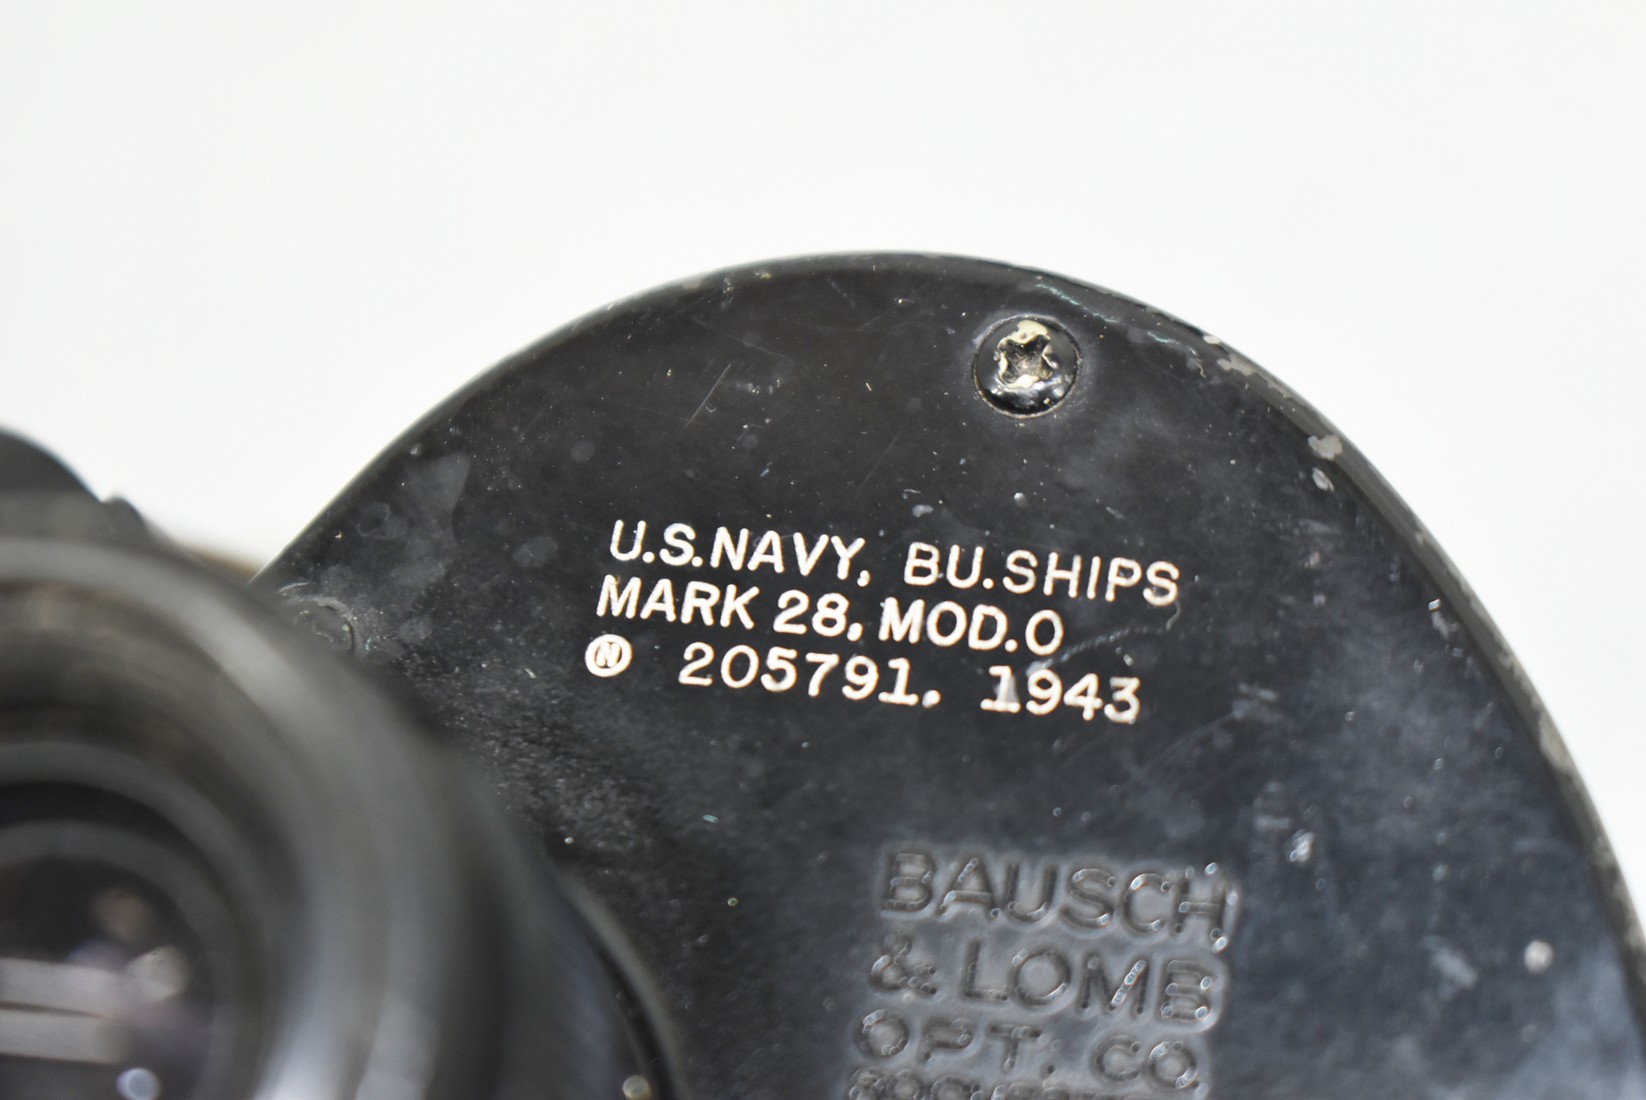 U.S.NAVY, BU.SHIPS
MARK 28, MOD.0
Ⓝ 205791, 1943
BAUSCH
& LOMB
OPT. CO.